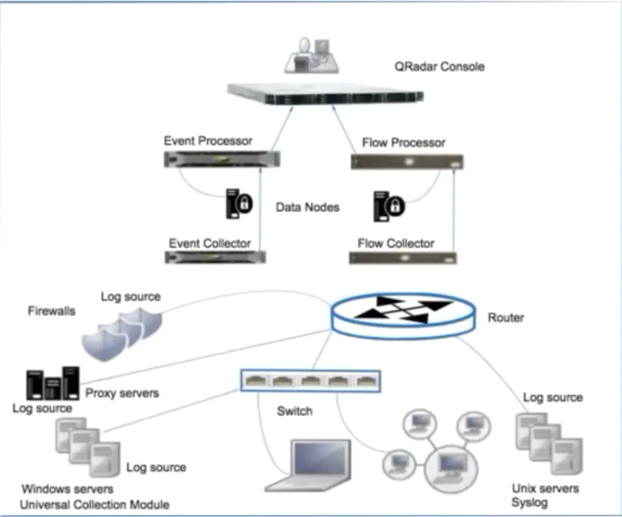 QRadar Console
Event Processor
Flow Processor
Data Nodes
Event Collector
Flow Collector
Log source
Firewalls
Router
Proxy servers
Log source
Switch
Log source
Log source
Windows servers
Universal Collection Module
Unix servers
Syslog